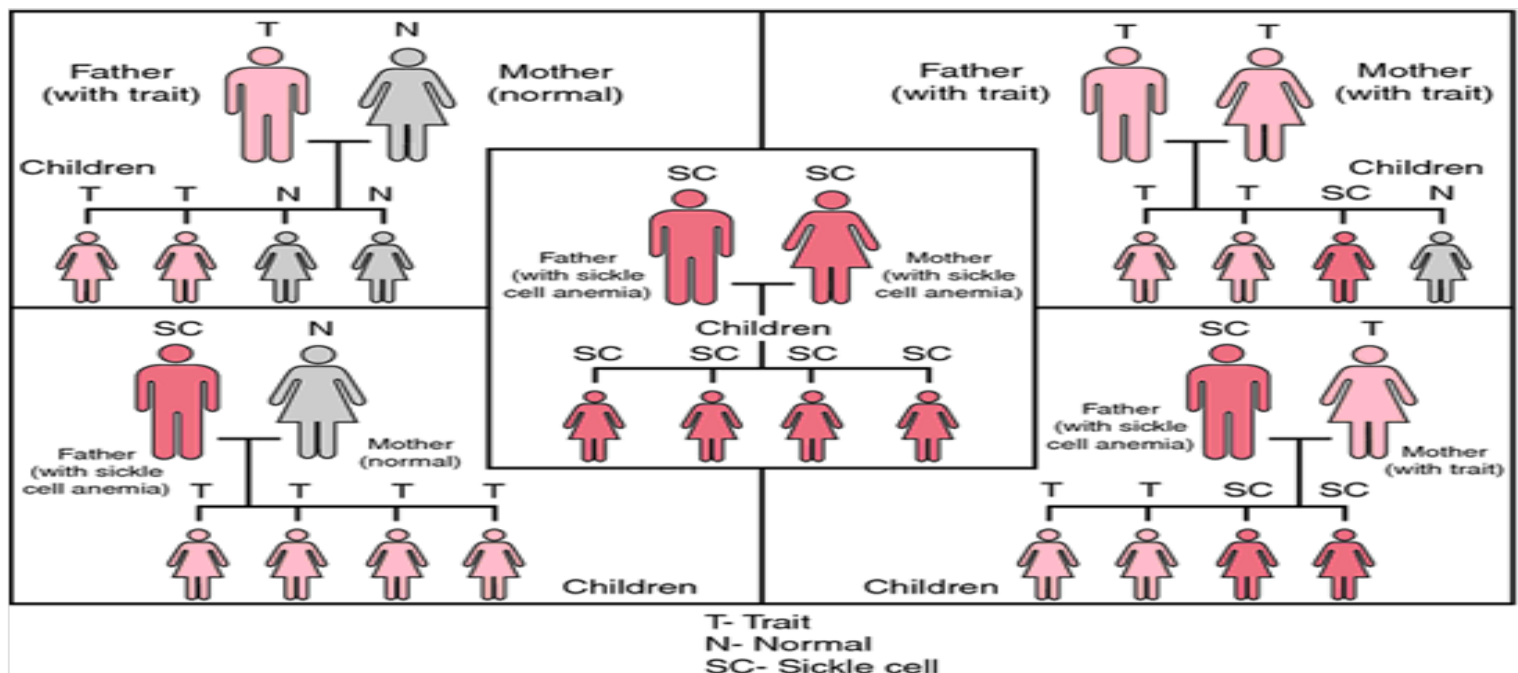 T N
Father
(with trait)
Mother
(normal)
Children
T T N N
T T
Father
(with trait)
Mother
(with trait)
Children
T T SC N
SC SC
Father
(with sickle
cell anemia)
Mother
(with sickle
cell anemia)
Children
SC SC SC SC
SC N
Father
(with sickle
cell anemia)
Mother
(normal)
T T T T
Children
SC T
Father
(with sickle
cell anemia)
Mother
(with trait)
T T SC SC
Children
T- Trait
N- Normal
SC- Sickle cell